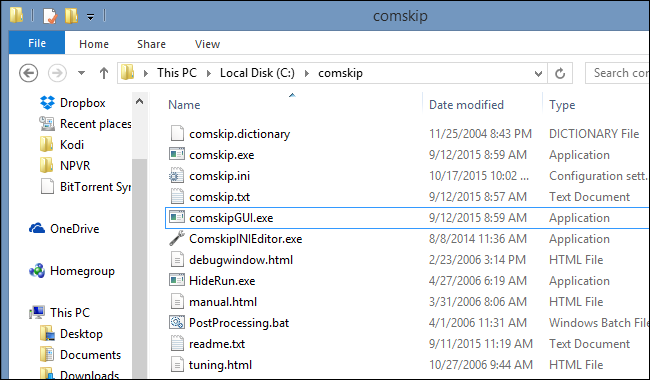 comskip
File Home Share View
This PC Local Disk (C:) comskip Search con
Dropbox
Recent places
Kodi
NPVR
BitTorrent Syn
OneDrive
Homegroup
This PC
Desktop
Documents
Downloads
Name Date modified Type
comskip.dictionary 11/25/2004 8:43 PM DICTIONARY File
comskip.exe 9/12/2015 8:59 AM Application
comskip.ini 10/17/2015 10:02 ... Configuration sett...
comskip.txt 9/12/2015 8:57 AM Text Document
comskipGUI.exe 9/12/2015 8:59 AM Application
ComskipINIEditor.exe 8/8/2014 11:36 AM Application
debugwindow.html 2/23/2006 3:14 PM HTML File
HideRun.exe 4/27/2006 6:19 AM Application
manual.html 3/31/2006 8:06 AM HTML File
PostProcessing.bat 4/1/2006 11:31 AM Windows Batch File
readme.txt 9/11/2015 11:19 AM Text Document
tuning.html 10/27/2006 9:44 AM HTML File